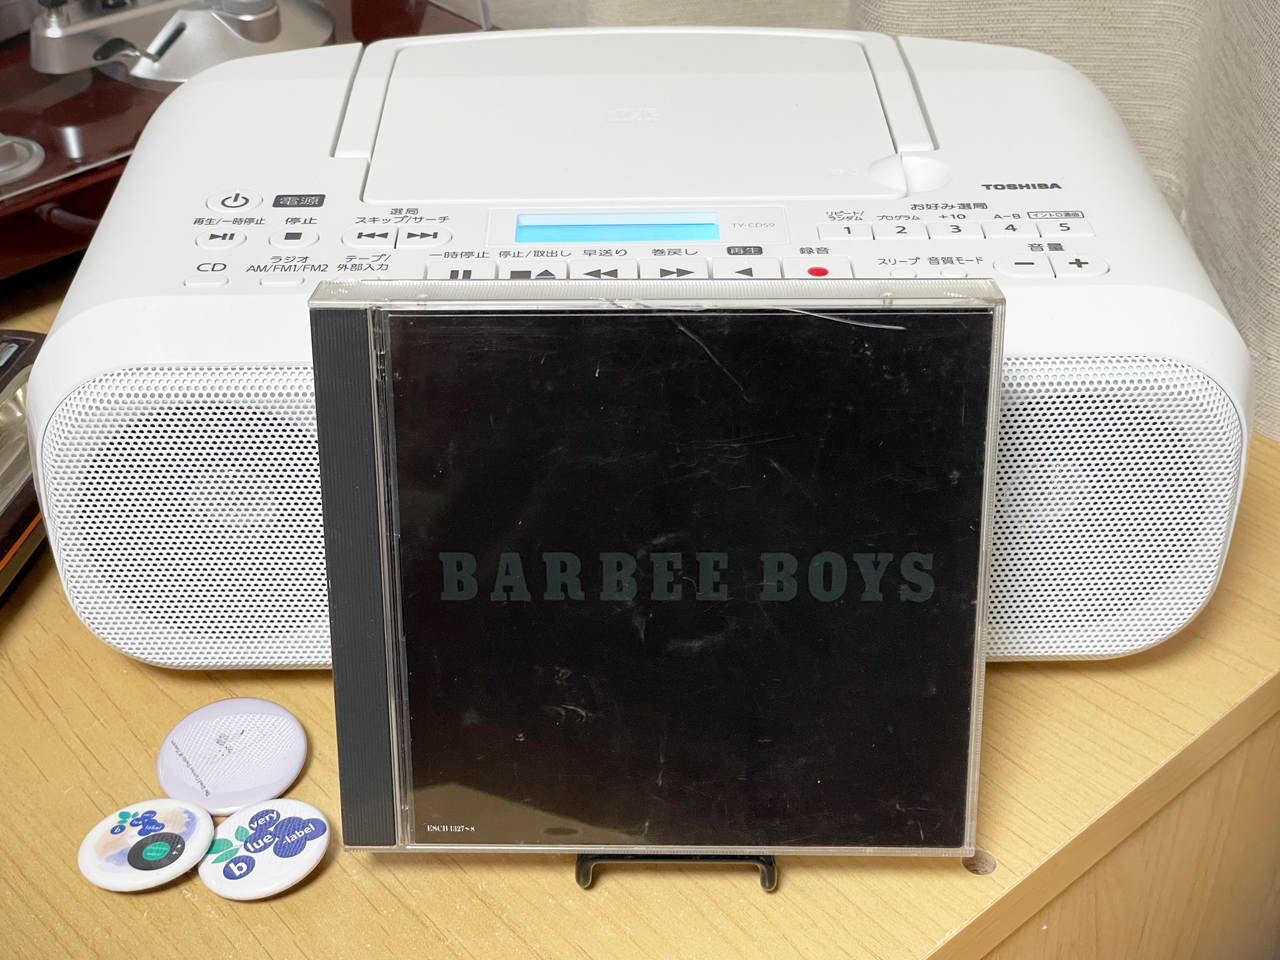 TOSHIBA
電源
再生/一時停止
停止
選局
スキップ/サーチ
TY-CDS9
お好み選局
リピート/
ランダム
プログラム
+10
A-B
イントロ選曲
1 2 3 4 5
CD
ラジオ
AM/FM1/FM2
テープ/
外部入力
一時停止 停止/取出し 早送り 巻戻し 再生 録音
スリープ 音質モード
音量
BARBEE BOYS
ESCB 1327~8
blue
label
very
blue
-label